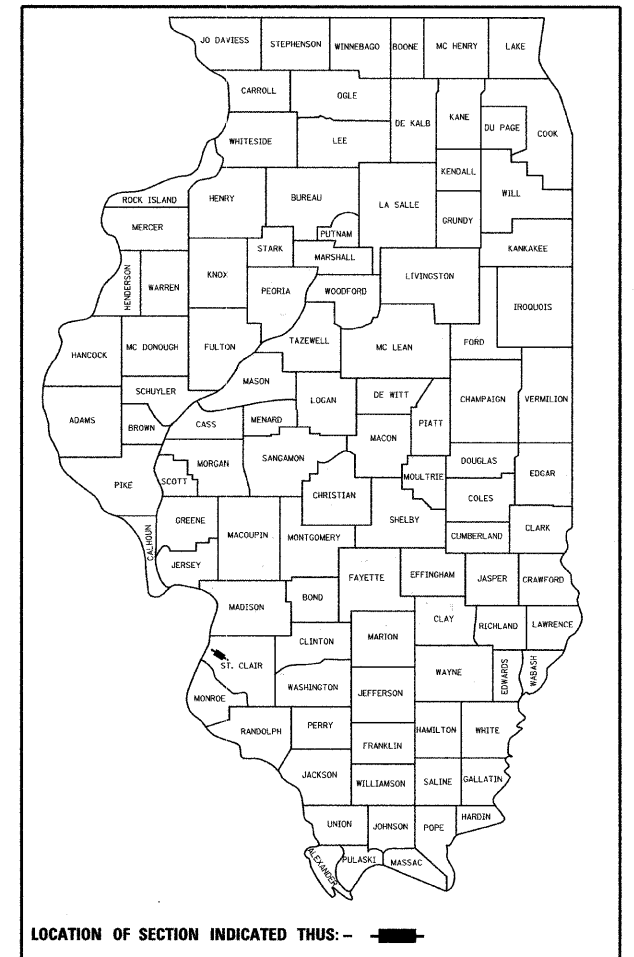 JO DAVIESS
STEPHENSON
WINNEBAGO
BOONE
MC HENRY
LAKE
CARROLL
OGLE
DE KALB
KANE
DU PAGE
COOK
WHITESIDE
LEE
KENDALL
ROCK ISLAND
HENRY
BUREAU
LA SALLE
WILL
MERCER
PUTNAM
GRUNDY
STARK
MARSHALL
KANKAKEE
HENDERSON
WARREN
KNOX
PEORIA
WOODFORD
LIVINGSTON
IROQUOIS
HANCOCK
MC DONOUGH
FULTON
TAZEWELL
MC LEAN
FORD
MASON
SCHUYLER
LOGAN
DE WITT
CHAMPAIGN
VERMILION
ADAMS
BROWN
CASS
MENARD
MACON
PIATT
MORGAN
SANGAMON
DOUGLAS
EDGAR
PIKE
SCOTT
CHRISTIAN
MOULTRIE
COLES
GREENE
MACOUPIN
MONTGOMERY
SHELBY
CUMBERLAND
CLARK
CALHOUN
JERSEY
FAYETTE
EFFINGHAM
JASPER
CRAWFORD
MADISON
BOND
CLAY
RICHLAND
LAWRENCE
CLINTON
MARION
ST. CLAIR
WAYNE
EDWARDS
WABASH
WASHINGTON
JEFFERSON
MONROE
RANDOLPH
PERRY
HAMILTON
WHITE
FRANKLIN
JACKSON
WILLIAMSON
SALINE
GALLATIN
UNION
JOHNSON
POPE
HARDIN
ALEXANDER
PULASKI
MASSAC
LOCATION OF SECTION INDICATED THUS: -